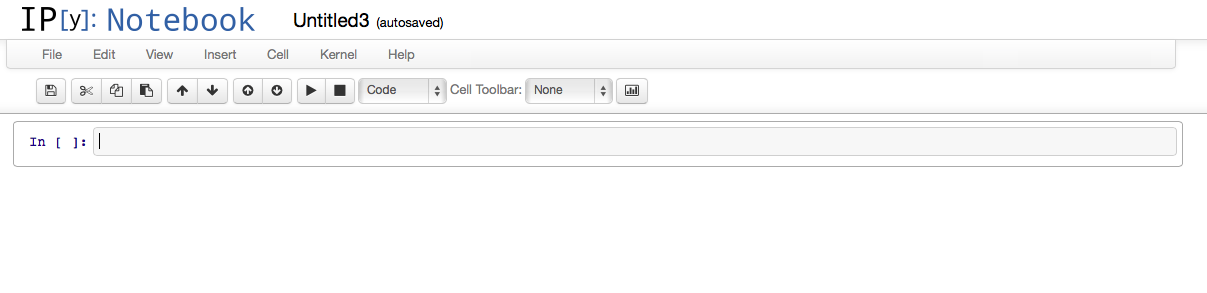 IP[y]: Notebook Untitled3 (autosaved)
File Edit View Insert Cell Kernel Help
Code Cell Toolbar: None
In [ ]: